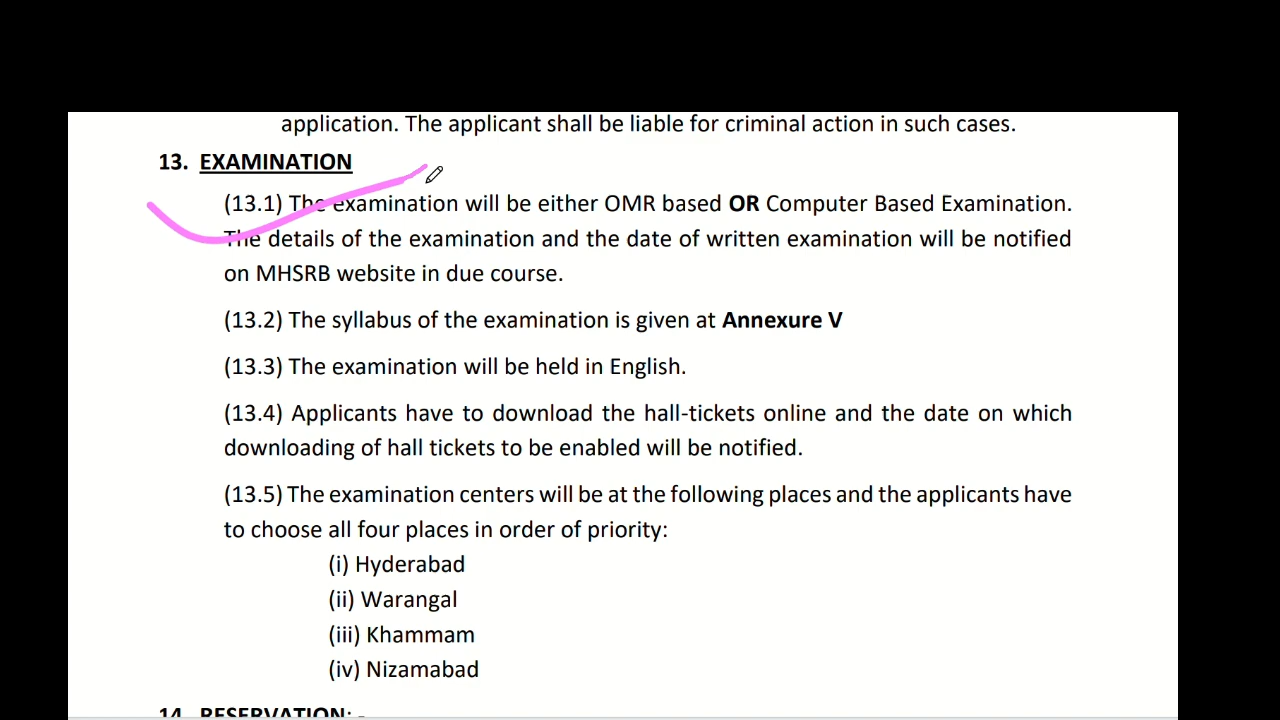 application. The applicant shall be liable for criminal action in such cases.
13. EXAMINATION
(13.1) The examination will be either OMR based OR Computer Based Examination.
The details of the examination and the date of written examination will be notified
on MHSRB website in due course.
(13.2) The syllabus of the examination is given at Annexure V
(13.3) The examination will be held in English.
(13.4) Applicants have to download the hall-tickets online and the date on which
downloading of hall tickets to be enabled will be notified.
(13.5) The examination centers will be at the following places and the applicants have
to choose all four places in order of priority:
(i) Hyderabad
(ii) Warangal
(iii) Khammam
(iv) Nizamabad
14. RESERVATION: -